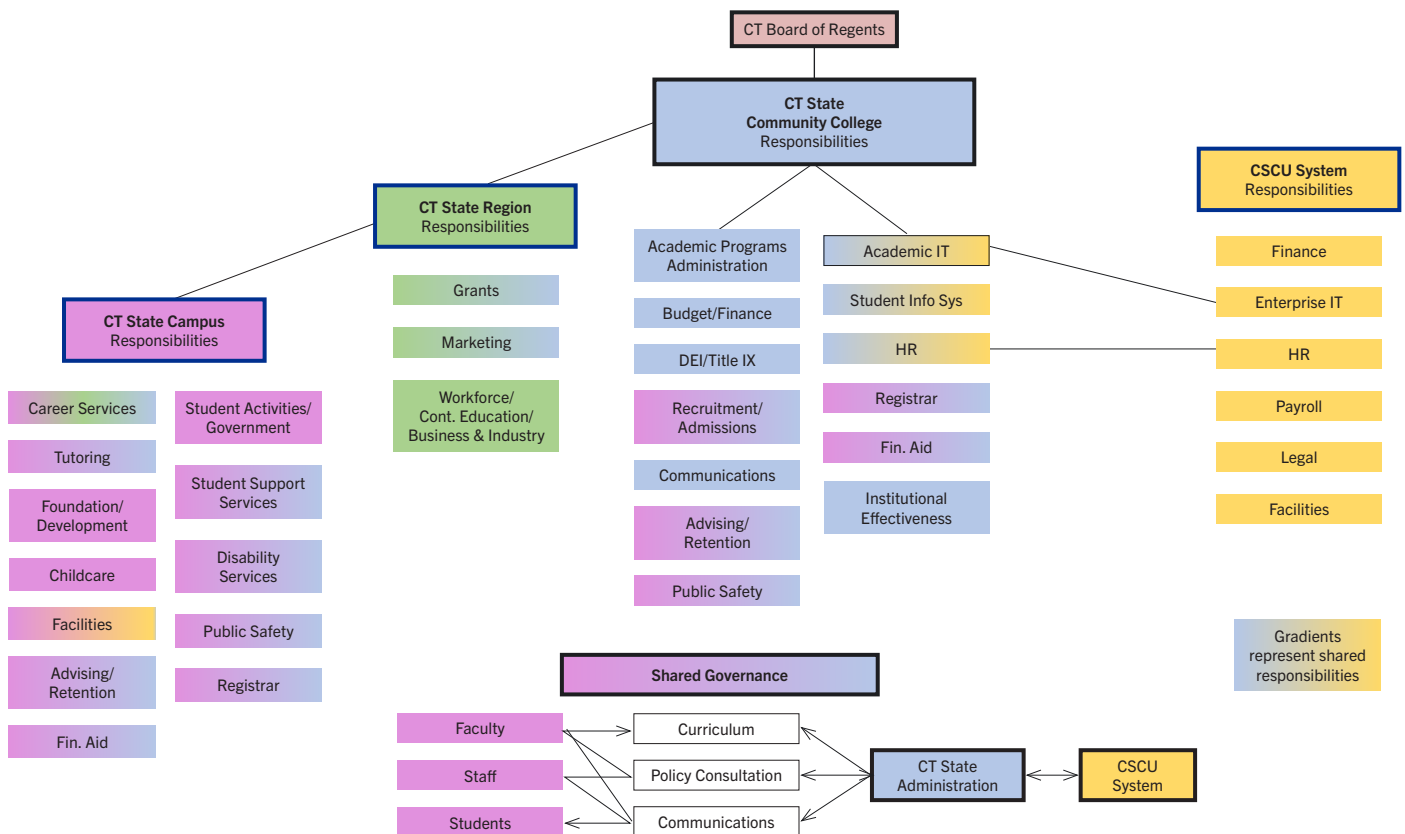 CT Board of Regents
CT State
Community College
Responsibilities
CSCU System
Responsibilities
CT State Region
Responsibilities
CT State Campus
Responsibilities
Career Services
Tutoring
Foundation/
Development
Childcare
Facilities
Advising/
Retention
Fin. Aid
Student Activities/
Government
Student Support
Services
Disability
Services
Public Safety
Registrar
Grants
Marketing
Workforce/
Cont. Education/
Business & Industry
Academic Programs
Administration
Budget/Finance
DEI/Title IX
Recruitment/
Admissions
Communications
Advising/
Retention
Public Safety
Academic IT
Student Info Sys
HR
Registrar
Fin. Aid
Institutional
Effectiveness
Finance
Enterprise IT
HR
Payroll
Legal
Facilities
Gradients
represent shared
responsibilities
Shared Governance
Faculty
Staff
Students
Curriculum
Policy Consultation
Communications
CT State
Administration
CSCU
System